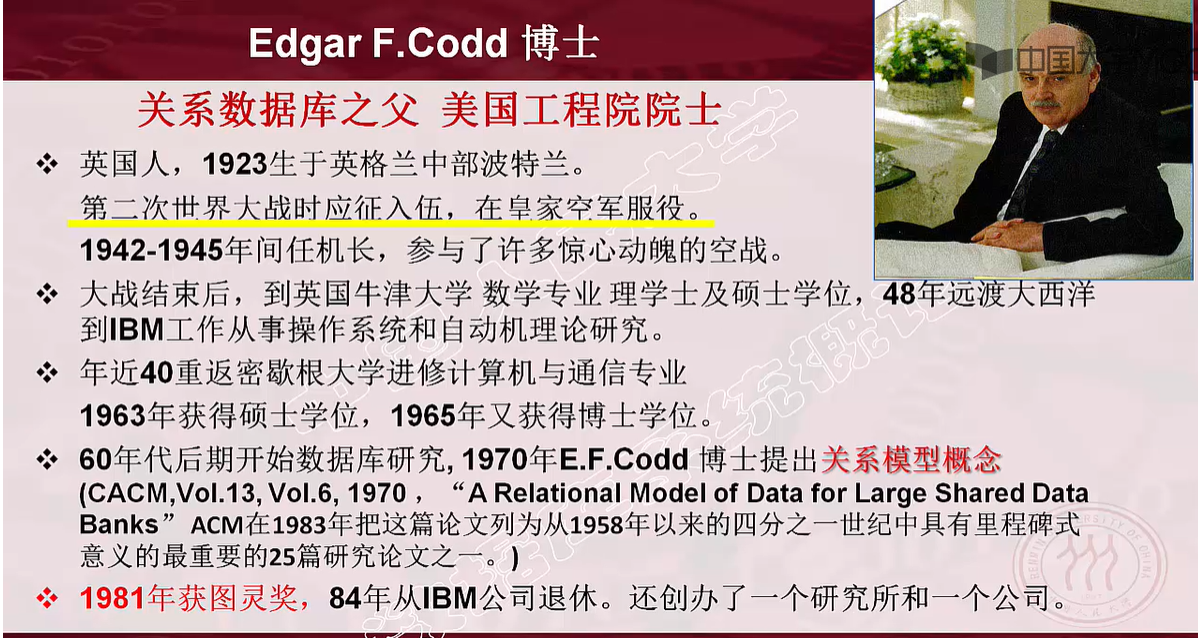 Edgar F.Codd 博士
中国大学MO
关系数据库之父 美国工程院院士
❖ 英国人，1923生于英格兰中部波特兰。
第二次世界大战时应征入伍，在皇家空军服役。
1942-1945年间任机长，参与了许多惊心动魄的空战。
❖ 大战结束后，到英国牛津大学 数学专业 理学士及硕士学位，48年远渡大西洋
到IBM工作从事操作系统和自动机理论研究。
❖ 年近40重返密歇根大学进修计算机与通信专业
1963年获得硕士学位，1965年又获得博士学位。
❖ 60年代后期开始数据库研究, 1970年E.F.Codd 博士提出关系模型概念
(CACM,Vol.13, Vol.6, 1970 ，“A Relational Model of Data for Large Shared Data
Banks” ACM在1983年把这篇论文列为从1958年以来的四分之一世纪中具有里程碑式
意义的最重要的25篇研究论文之一。)
❖ 1981年获图灵奖，84年从IBM公司退休。还创办了一个研究所和一个公司。